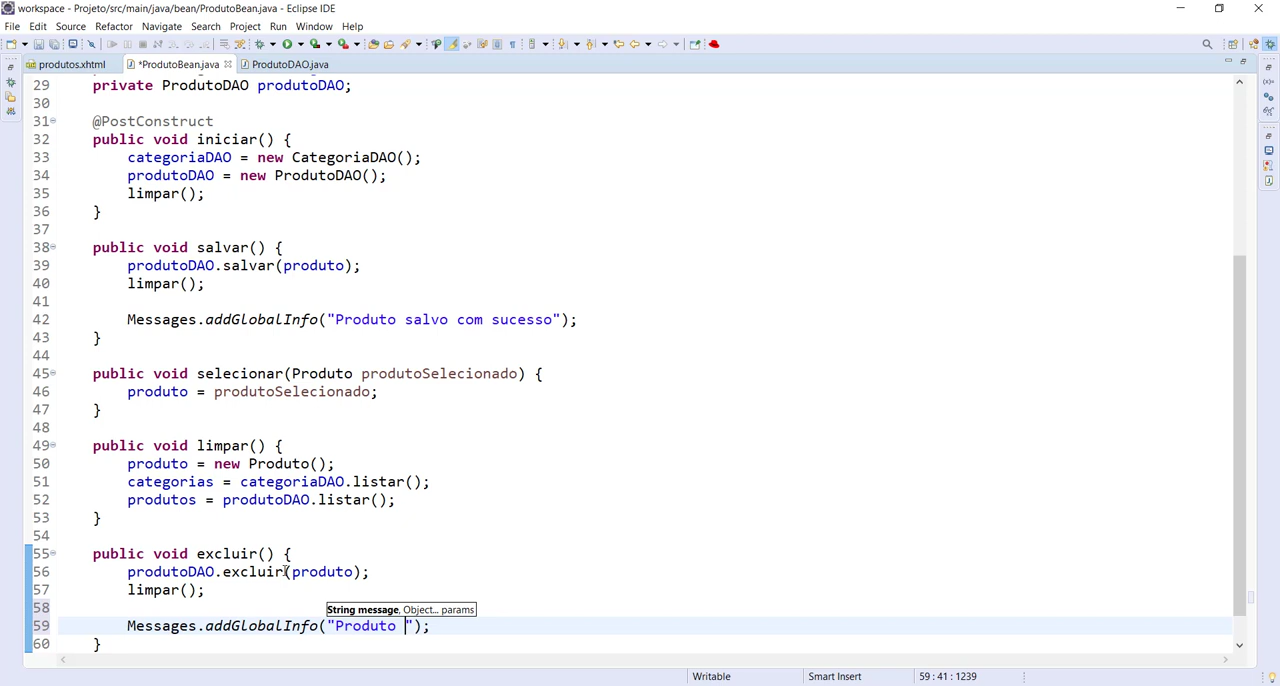 workspace - Projeto/src/main/java/bean/ProdutoBean.java - Eclipse IDE
File Edit Source Refactor Navigate Search Project Run Window Help
produtos.xhtml *ProdutoBean.java ProdutoDAO.java
29 private ProdutoDAO produtoDAO;
30
31 @PostConstruct
32 public void iniciar() {
33 categoriaDAO = new CategoriaDAO();
34 produtoDAO = new ProdutoDAO();
35 limpar();
36 }
37
38 public void salvar() {
39 produtoDAO.salvar(produto);
40 limpar();
41
42 Messages.addGlobalInfo("Produto salvo com sucesso");
43 }
44
45 public void selecionar(Produto produtoSelecionado) {
46 produto = produtoSelecionado;
47 }
48
49 public void limpar() {
50 produto = new Produto();
51 categorias = categoriaDAO.listar();
52 produtos = produtoDAO.listar();
53 }
54
55 public void excluir() {
56 produtoDAO.excluir(produto);
57 limpar();
58
String message, Object... params
59 Messages.addGlobalInfo("Produto ");
60 }
Writable Smart Insert 59 : 41 : 1239